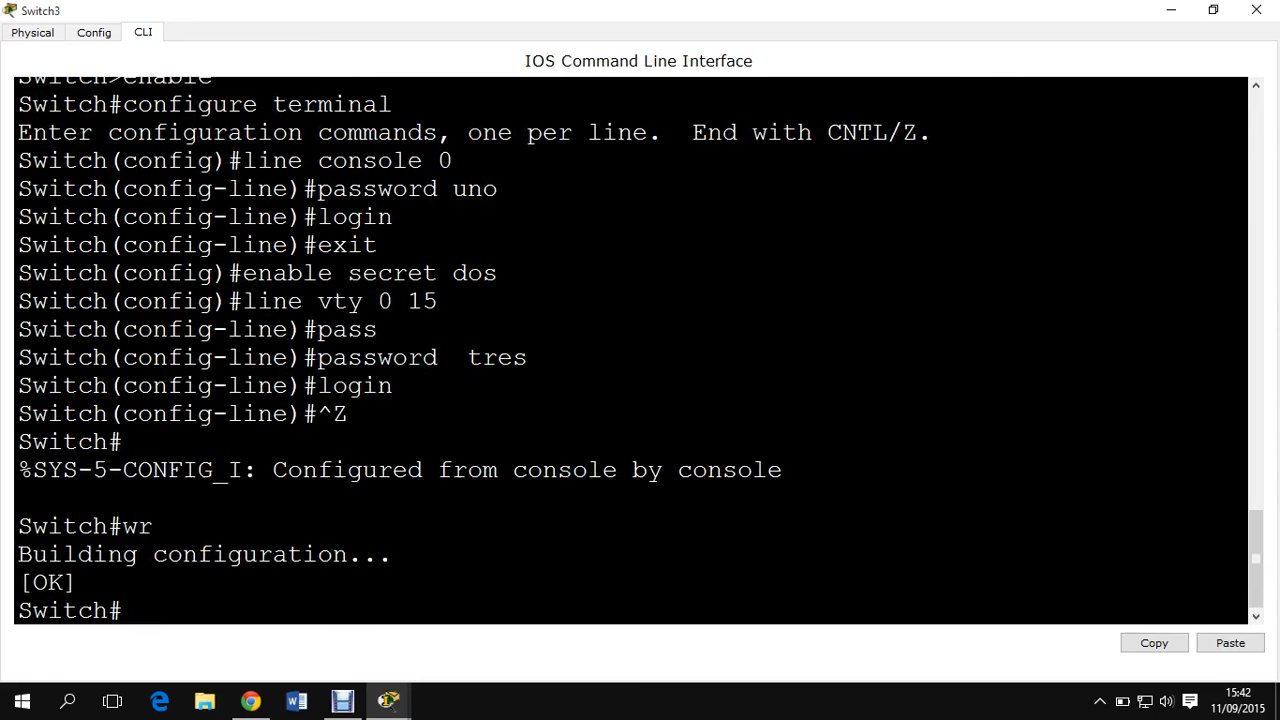 Switch3
Physical
Config
CLI
IOS Command Line Interface
Switch>enable
Switch#configure terminal
Enter configuration commands, one per line.  End with CNTL/Z.
Switch(config)#line console 0
Switch(config-line)#password uno
Switch(config-line)#login
Switch(config-line)#exit
Switch(config)#enable secret dos
Switch(config)#line vty 0 15
Switch(config-line)#pass
Switch(config-line)#password  tres
Switch(config-line)#login
Switch(config-line)#^Z
Switch#
%SYS-5-CONFIG_I: Configured from console by console
Switch#wr
Building configuration...
[OK]
Switch#
Copy
Paste
15:42
11/09/2015